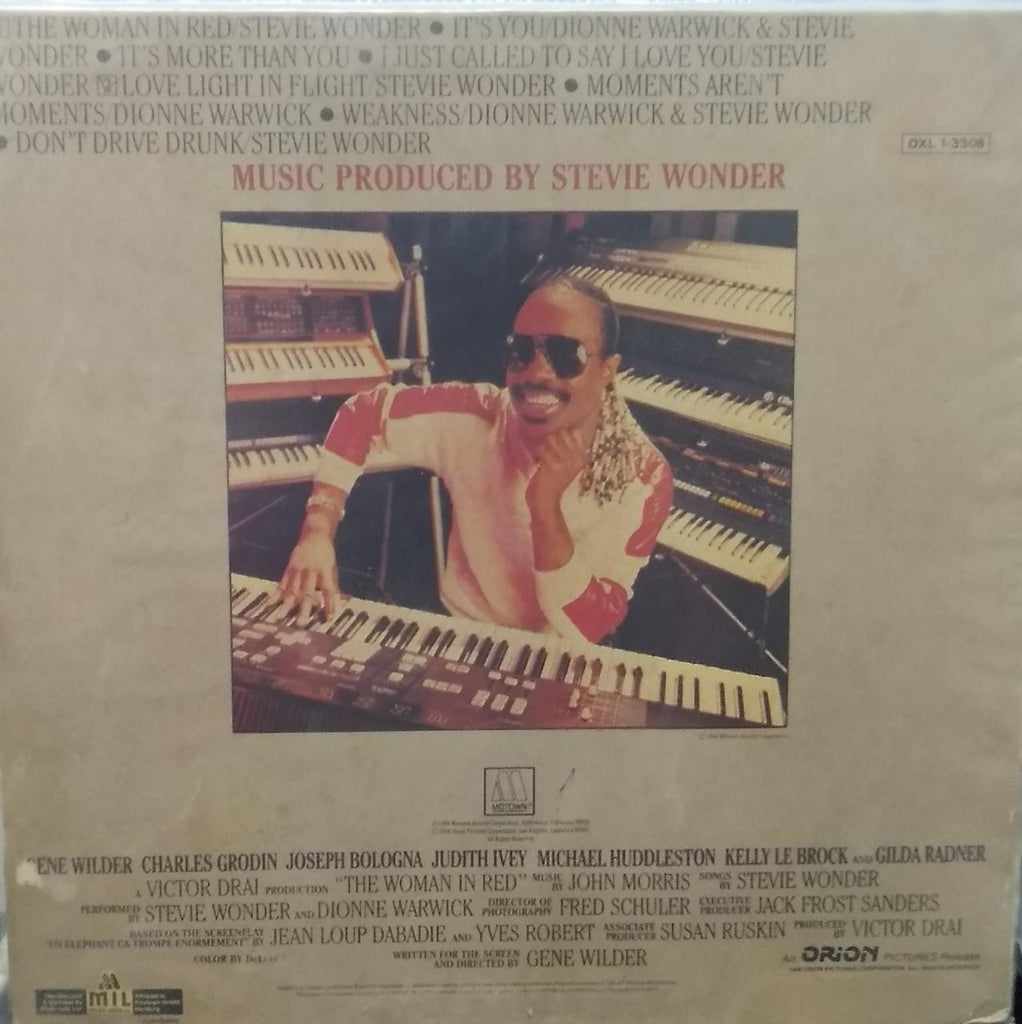 THE WOMAN IN RED/STEVIE WONDER • IT'S YOU/DIONNE WARWICK & STEVIE
WONDER • IT'S MORE THAN YOU • I JUST CALLED TO SAY I LOVE YOU/STEVIE
WONDER LOVE LIGHT IN FLIGHT/STEVIE WONDER • MOMENTS AREN'T
MOMENTS/DIONNE WARWICK • WEAKNESS/DIONNE WARWICK & STEVIE WONDER
• DON'T DRIVE DRUNK/STEVIE WONDER
DXL 1-3308
MUSIC PRODUCED BY STEVIE WONDER
MOTOWN
GENE WILDER CHARLES GRODIN JOSEPH BOLOGNA JUDITH IVEY MICHAEL HUDDLESTON KELLY LE BROCK AND GILDA RADNER
A VICTOR DRAI PRODUCTION "THE WOMAN IN RED" MUSIC BY JOHN MORRIS SONGS BY STEVIE WONDER
PERFORMED BY STEVIE WONDER AND DIONNE WARWICK DIRECTOR OF PHOTOGRAPHY FRED SCHULER EXECUTIVE PRODUCER JACK FROST SANDERS
BASED ON THE SCREENPLAY "UN ELEPHANT CA TROMPE ENORMEMENT" BY JEAN LOUP DABADIE AND YVES ROBERT ASSOCIATE PRODUCER SUSAN RUSKIN PRODUCED BY VICTOR DRAI
COLOR BY WRITTEN FOR THE SCREEN AND DIRECTED BY GENE WILDER An ORION PICTURES Release
MIL